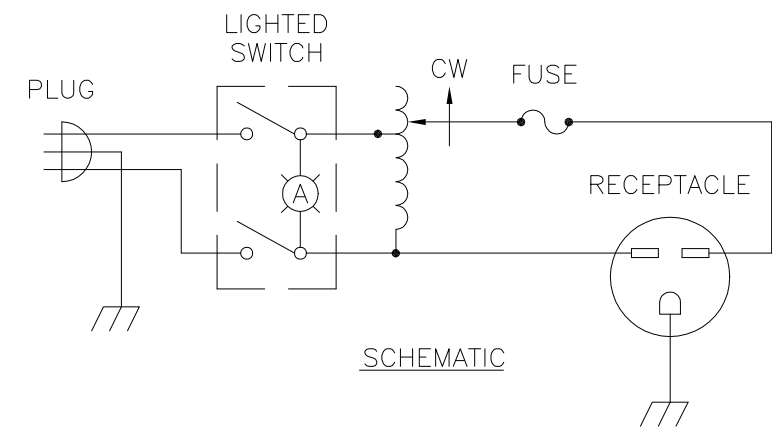 LIGHTED
SWITCH
CW
FUSE
PLUG
RECEPTACLE
A
SCHEMATIC